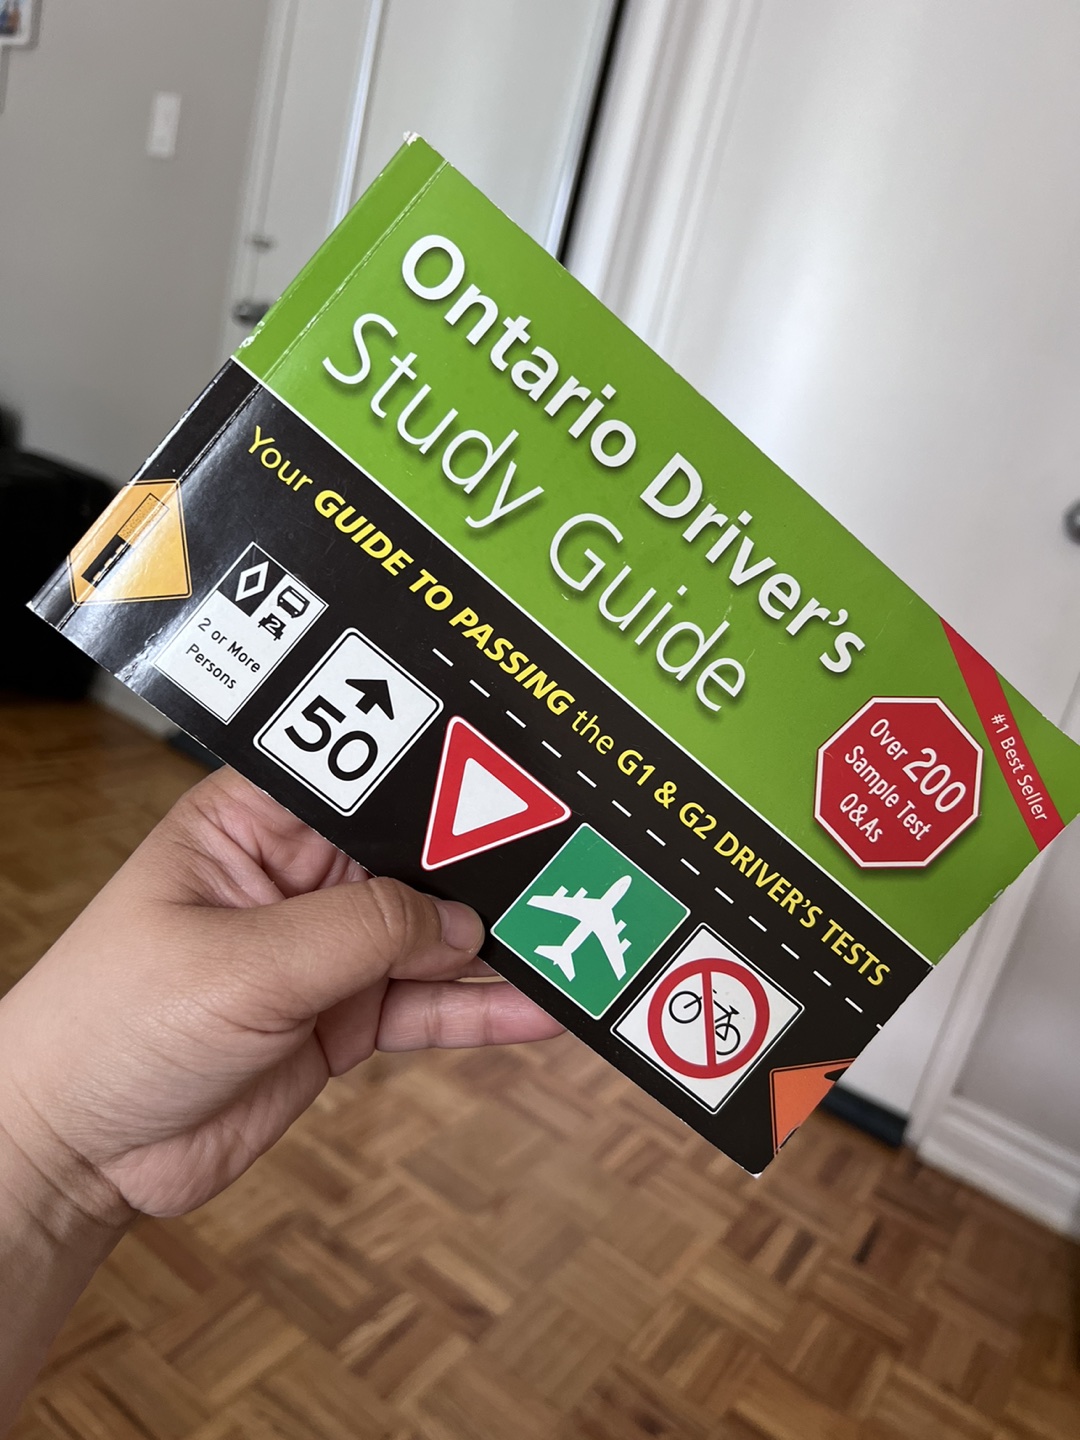 Ontario Driver's
Study Guide
#1 Best Seller
Over 200
Sample Test
Q&As
Your GUIDE TO PASSING the G1 & G2 DRIVER'S TESTS
2
2 or More
Persons
50